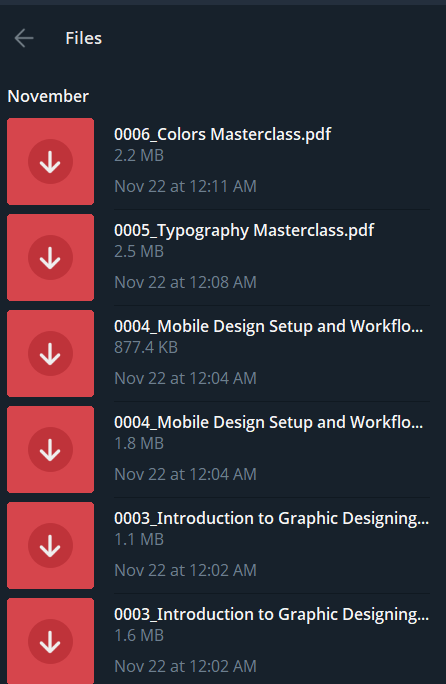 Files
November
0006_Colors Masterclass.pdf
2.2 MB
Nov 22 at 12:11 AM
0005_Typography Masterclass.pdf
2.5 MB
Nov 22 at 12:08 AM
0004_Mobile Design Setup and Workflo...
877.4 KB
Nov 22 at 12:04 AM
0004_Mobile Design Setup and Workflo...
1.8 MB
Nov 22 at 12:04 AM
0003_Introduction to Graphic Designing...
1.1 MB
Nov 22 at 12:02 AM
0003_Introduction to Graphic Designing...
1.6 MB
Nov 22 at 12:02 AM